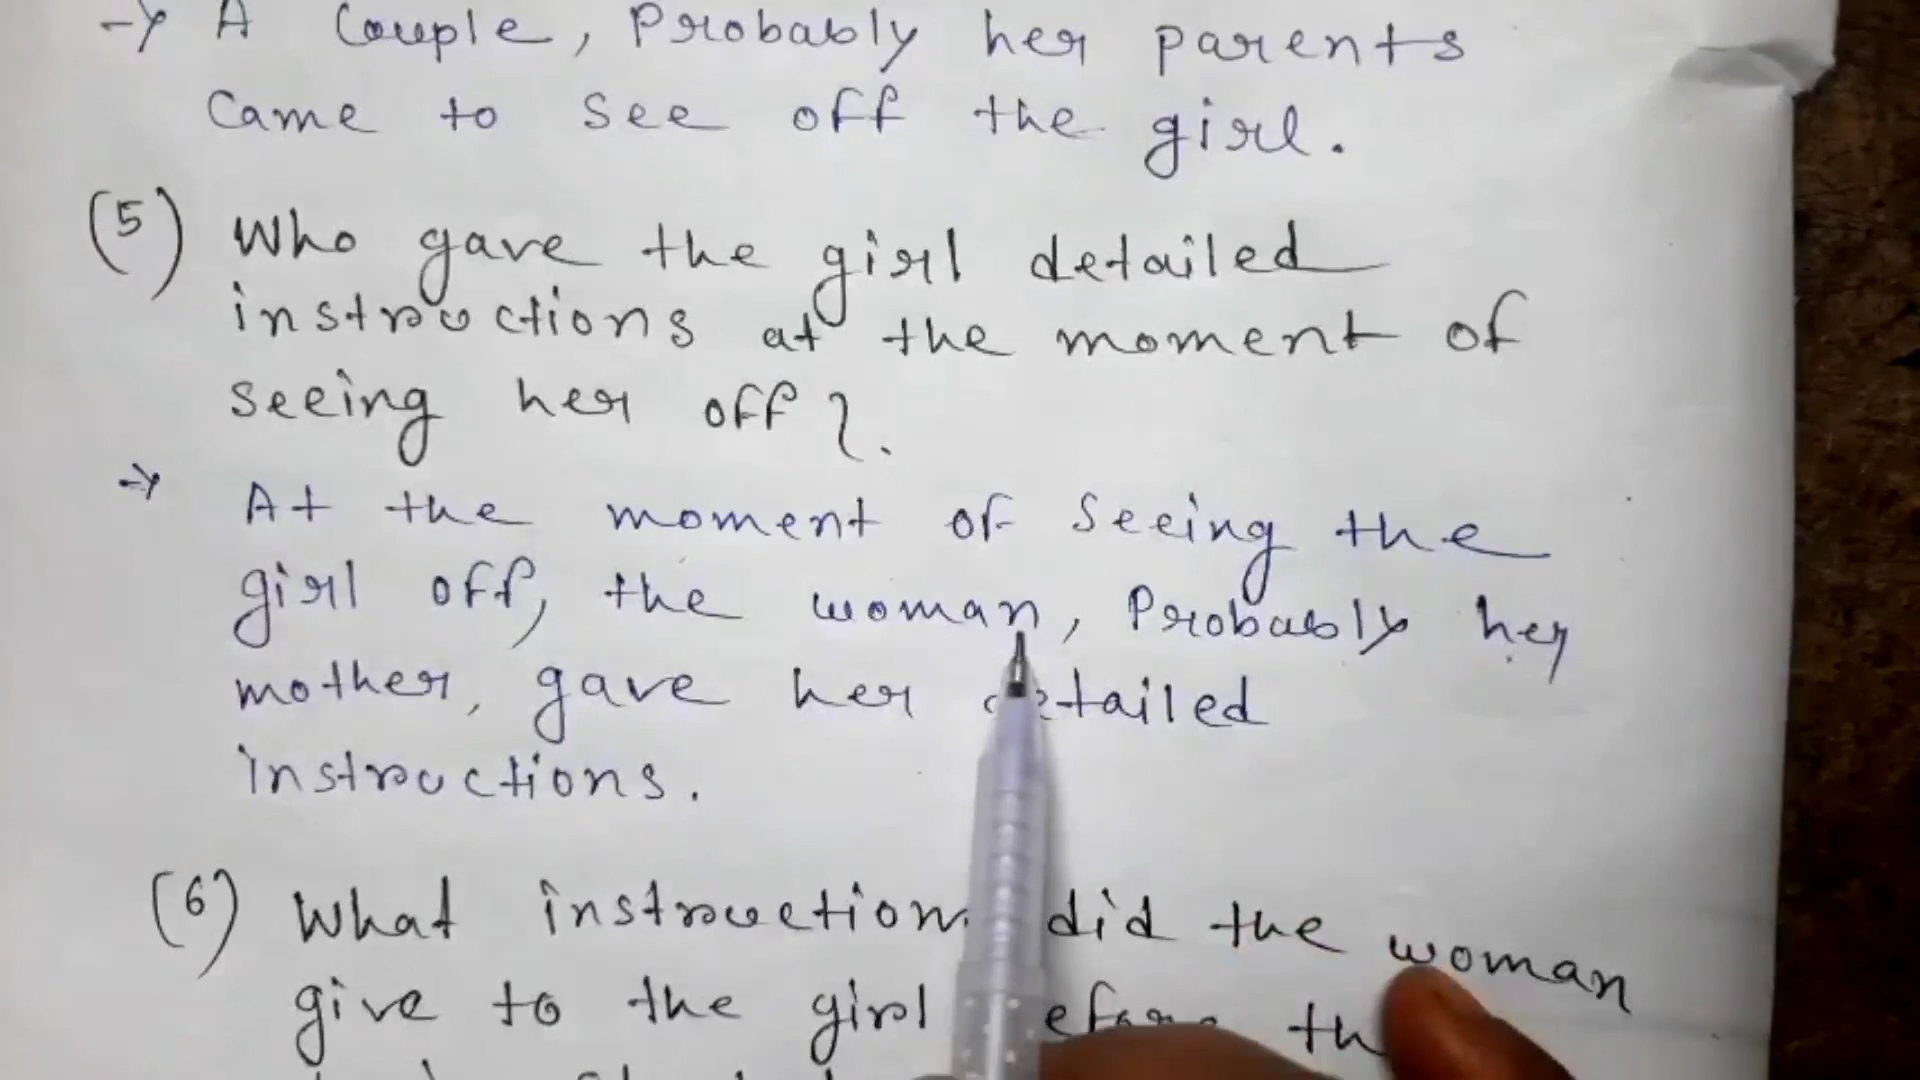 → A Couple, Probably her parents
Came to see off the girl.
(5) Who gave the girl detailed
instructions at the moment of
seeing her off?
→ At the moment of seeing the
girl off, the woman, Probably her
mother, gave her detailed
instructions.
(6) What instruction did the woman
give to the girl